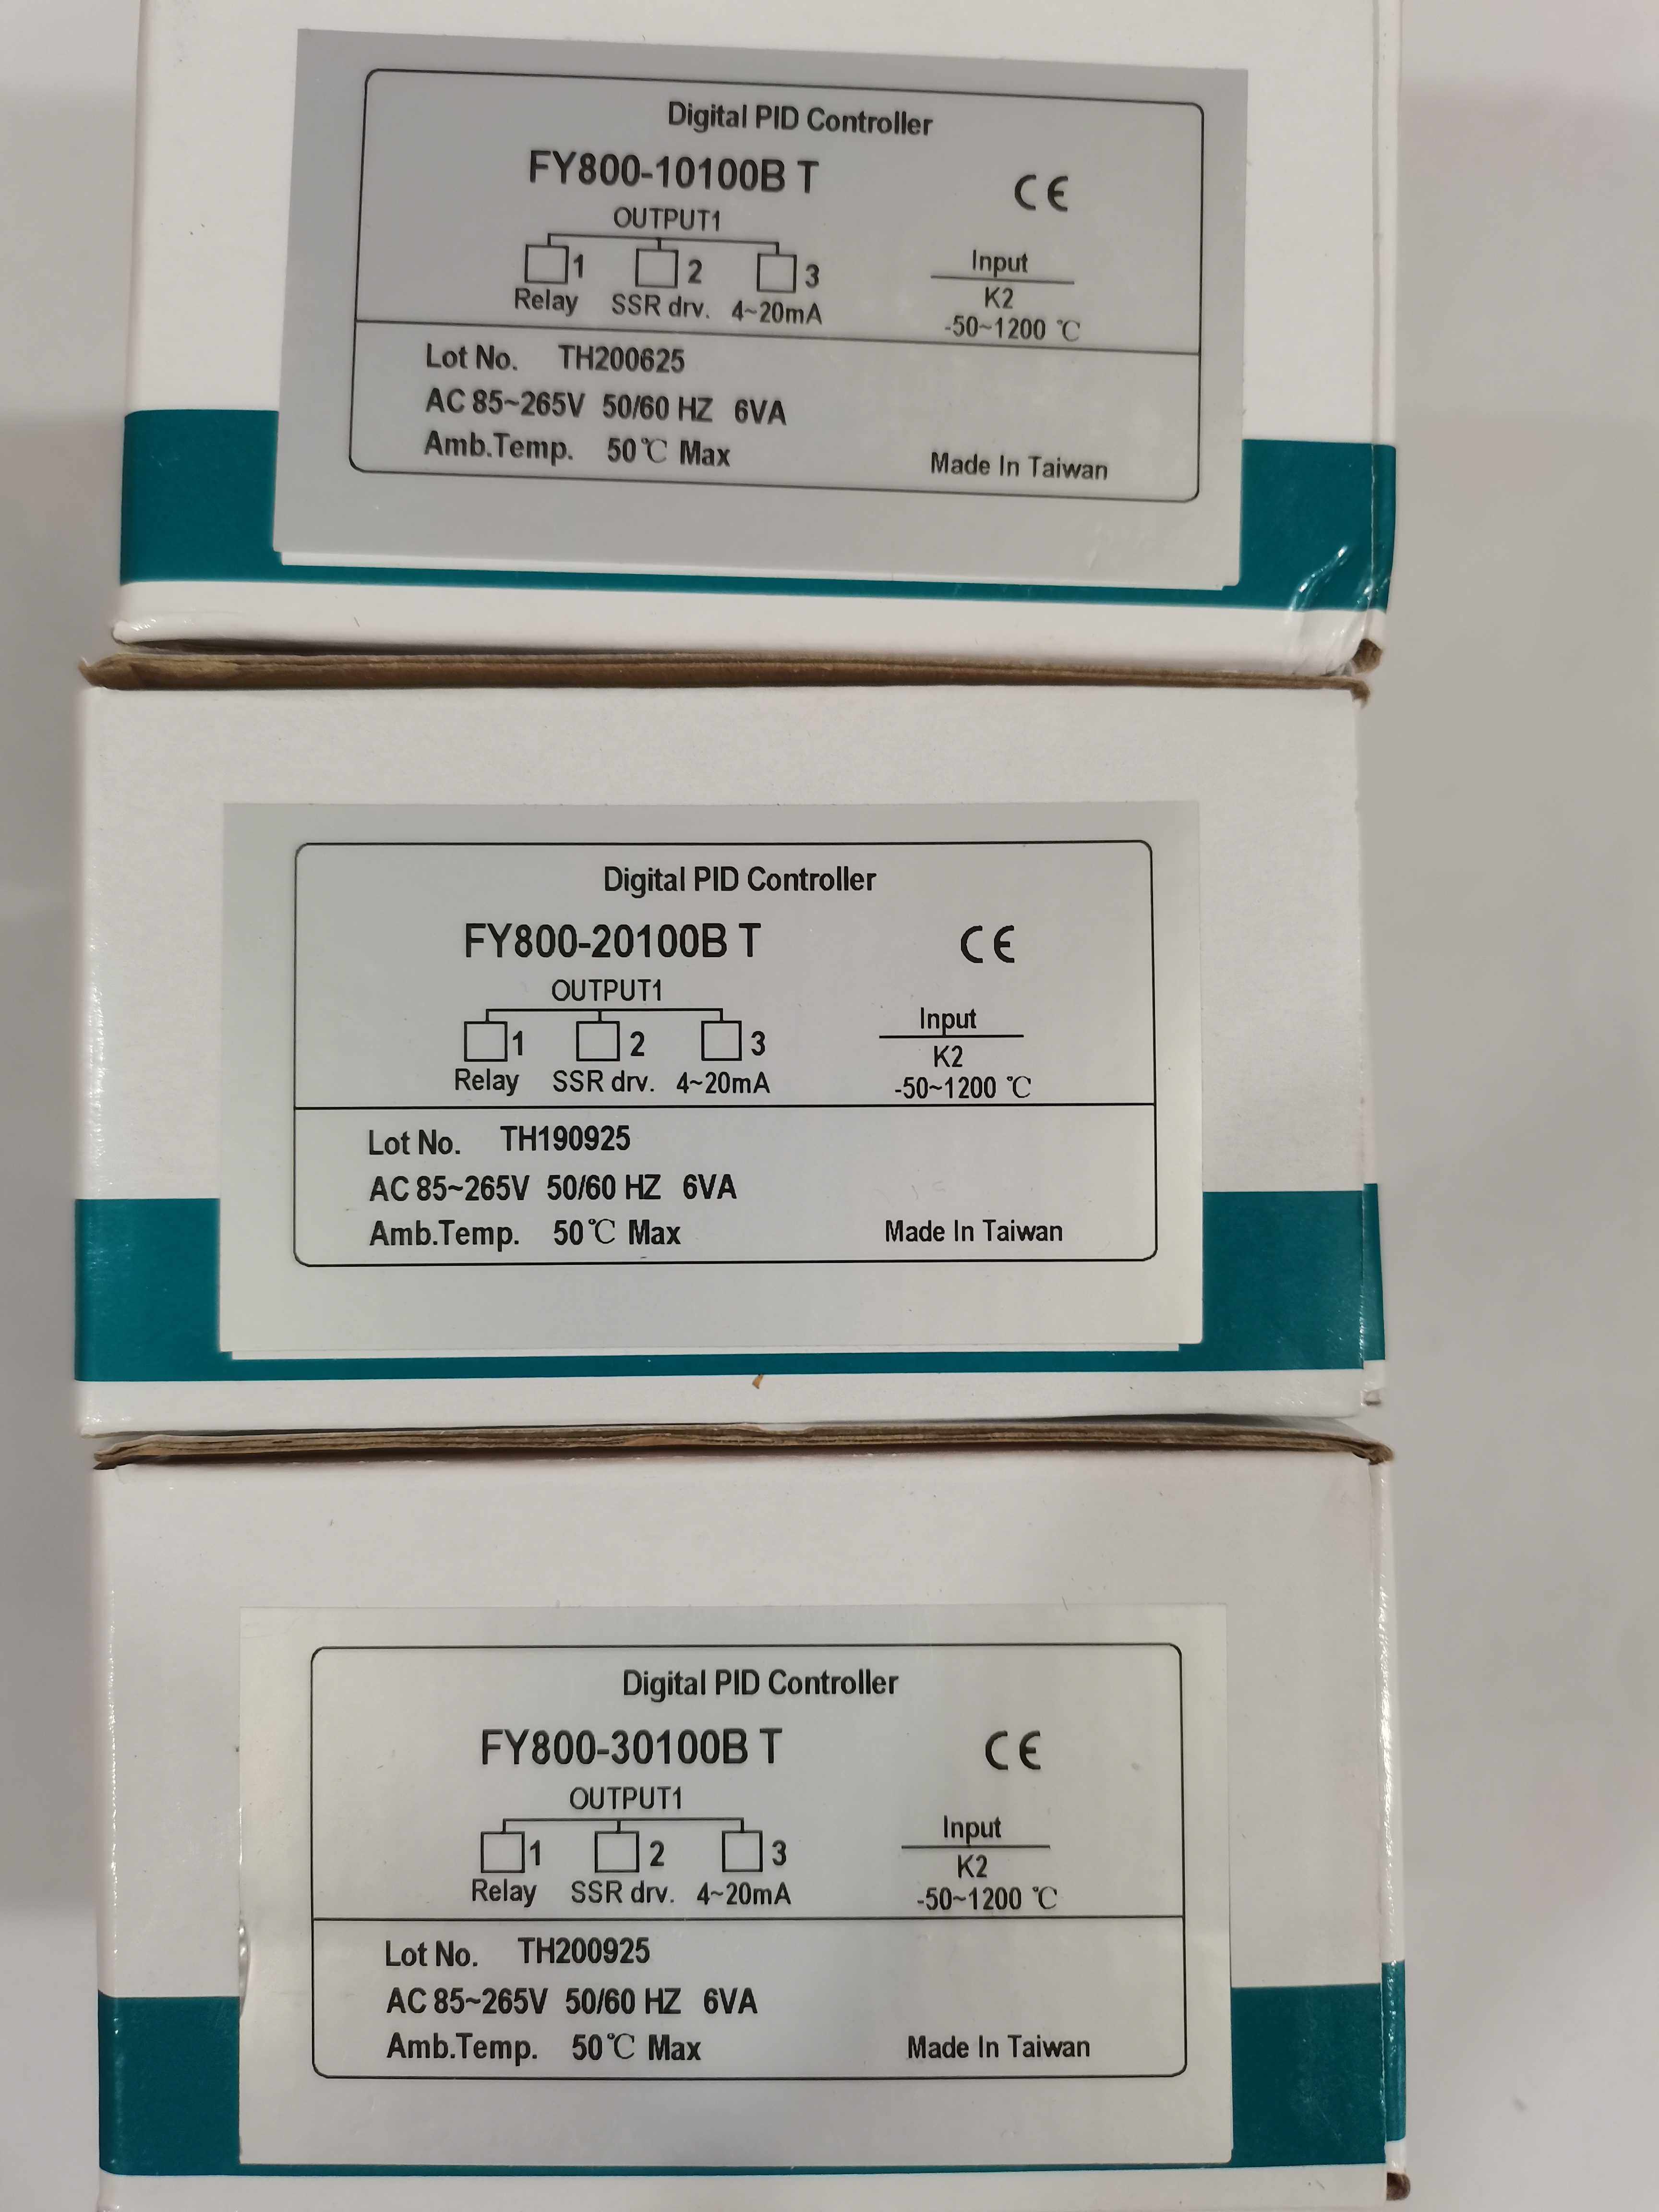 Digital PID Controller
FY800-10100B T CE
OUTPUT1
1 2 3 Input
Relay SSR drv. 4~20mA K2
-50~1200 ℃
Lot No. TH200625
AC 85~265V 50/60 HZ 6VA
Amb.Temp. 50℃ Max Made In Taiwan
Digital PID Controller
FY800-20100B T CE
OUTPUT1
1 2 3 Input
Relay SSR drv. 4~20mA K2
-50~1200 ℃
Lot No. TH190925
AC 85~265V 50/60 HZ 6VA
Amb.Temp. 50℃ Max Made In Taiwan
Digital PID Controller
FY800-30100B T CE
OUTPUT1
1 2 3 Input
Relay SSR drv. 4~20mA K2
-50~1200 ℃
Lot No. TH200925
AC 85~265V 50/60 HZ 6VA
Amb.Temp. 50℃ Max Made In Taiwan